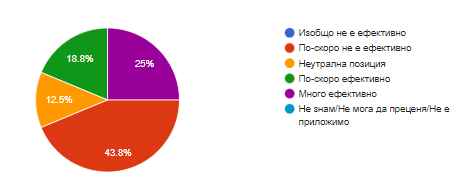 Изобщо не е ефективно
По-скоро не е ефективно
Неутрална позиция
По-скоро ефективно
Много ефективно
Не знам/Не мога да преценя/Не е
приложимо
18.8%
25%
12.5%
43.8%